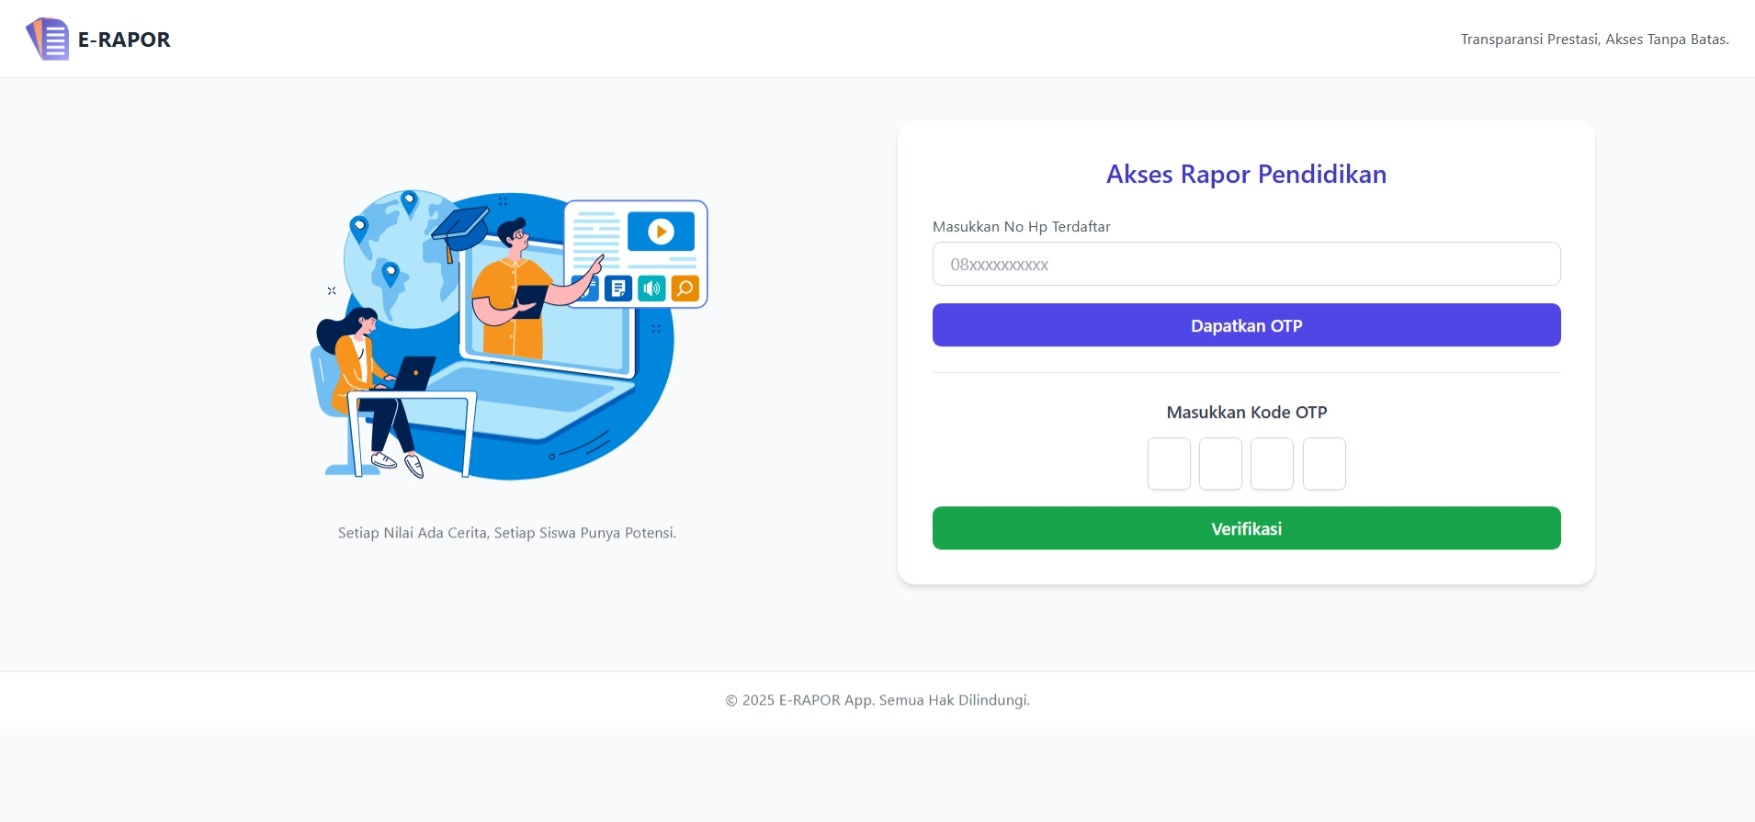 E-RAPOR
Transparansi Prestasi, Akses Tanpa Batas.
Setiap Nilai Ada Cerita, Setiap Siswa Punya Potensi.
Akses Rapor Pendidikan
Masukkan No Hp Terdaftar
08xxxxxxxxxx
Dapatkan OTP
Masukkan Kode OTP
Verifikasi
© 2025 E-RAPOR App. Semua Hak Dilindungi.